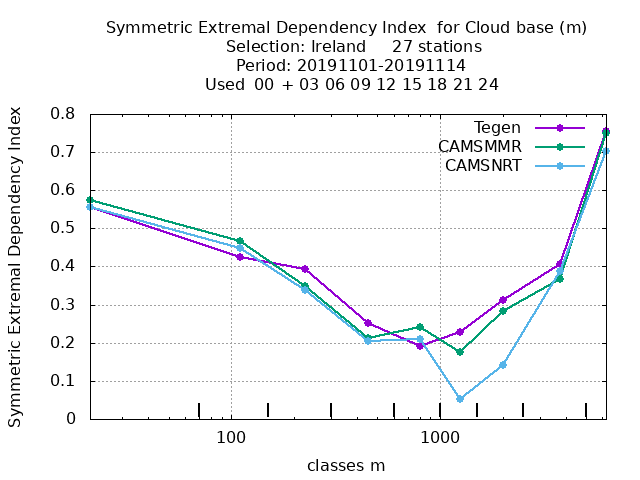 Symmetric Extremal Dependency Index  for Cloud base (m)
Selection: Ireland     27 stations
Period: 20191101-20191114
Used  00 + 03 06 09 12 15 18 21 24
Symmetric Extremal Dependency Index
0.8
0.7
0.6
0.5
0.4
0.3
0.2
0.1
0
Tegen
CAMSMMR
CAMSNRT
100
1000
classes m